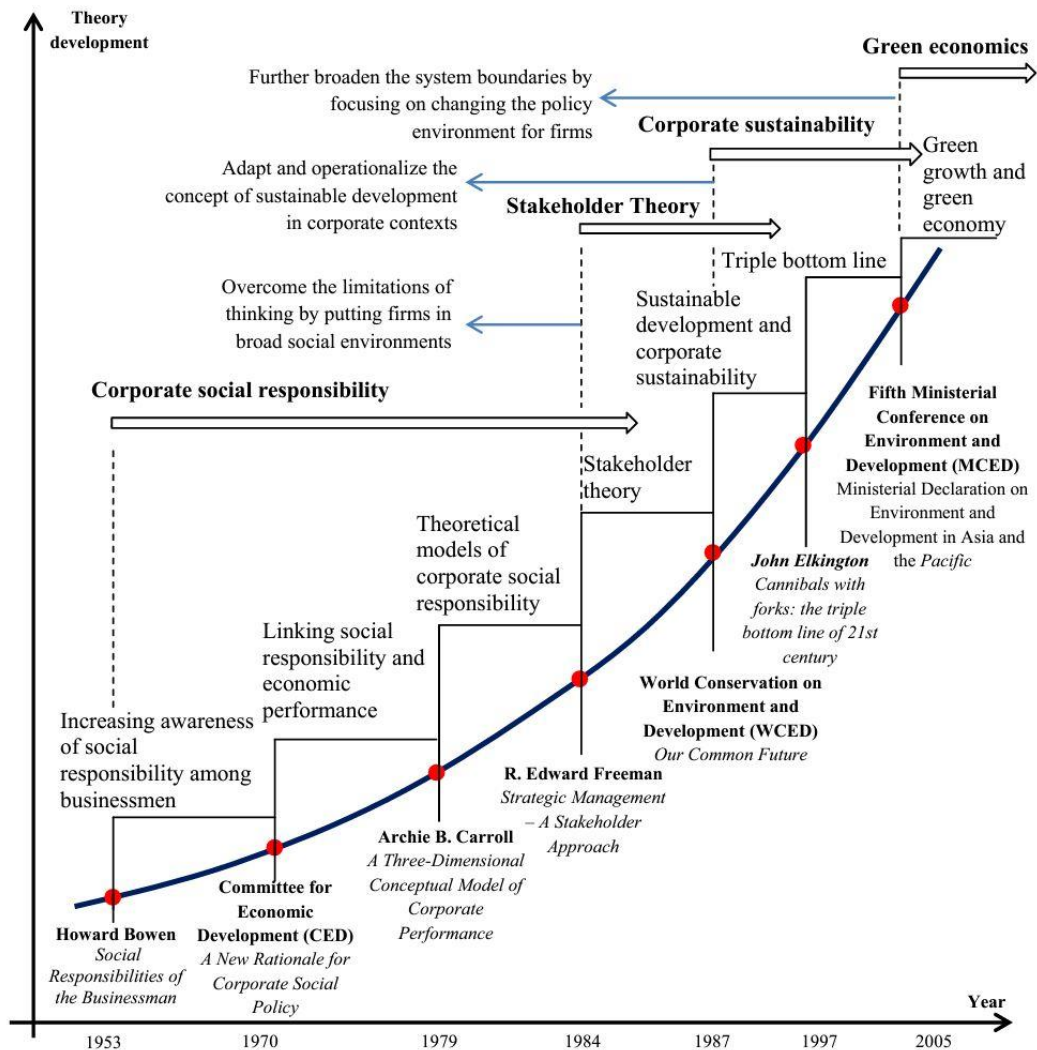 Theory
development
Green economics
Further broaden the system boundaries by
focusing on changing the policy
environment for firms
Corporate sustainability
Green
growth and
green
economy
Adapt and operationalize the
concept of sustainable development
in corporate contexts
Stakeholder Theory
Triple bottom line
Overcome the limitations of
thinking by putting firms in
broad social environments
Sustainable
development and
corporate
sustainability
Corporate social responsibility
Fifth Ministerial
Conference on
Environment and
Development (MCED)
Ministerial Declaration on
Environment and
Development in Asia and
the Pacific
Stakeholder
theory
Theoretical
models of
corporate social
responsibility
John Elkington
Cannibals with
forks: the triple
bottom line of 21st
century
Linking social
responsibility and
economic
performance
World Conservation on
Environment and
Development (WCED)
Our Common Future
Increasing awareness
of social
responsibility among
businessmen
R. Edward Freeman
Strategic Management
– A Stakeholder
Approach
Archie B. Carroll
A Three-Dimensional
Conceptual Model of
Corporate
Performance
Committee for
Economic
Development (CED)
A New Rationale for
Corporate Social
Policy
Howard Bowen
Social
Responsibilities of
the Businessman
Year
1953 1970 1979 1984 1987 1997 2005